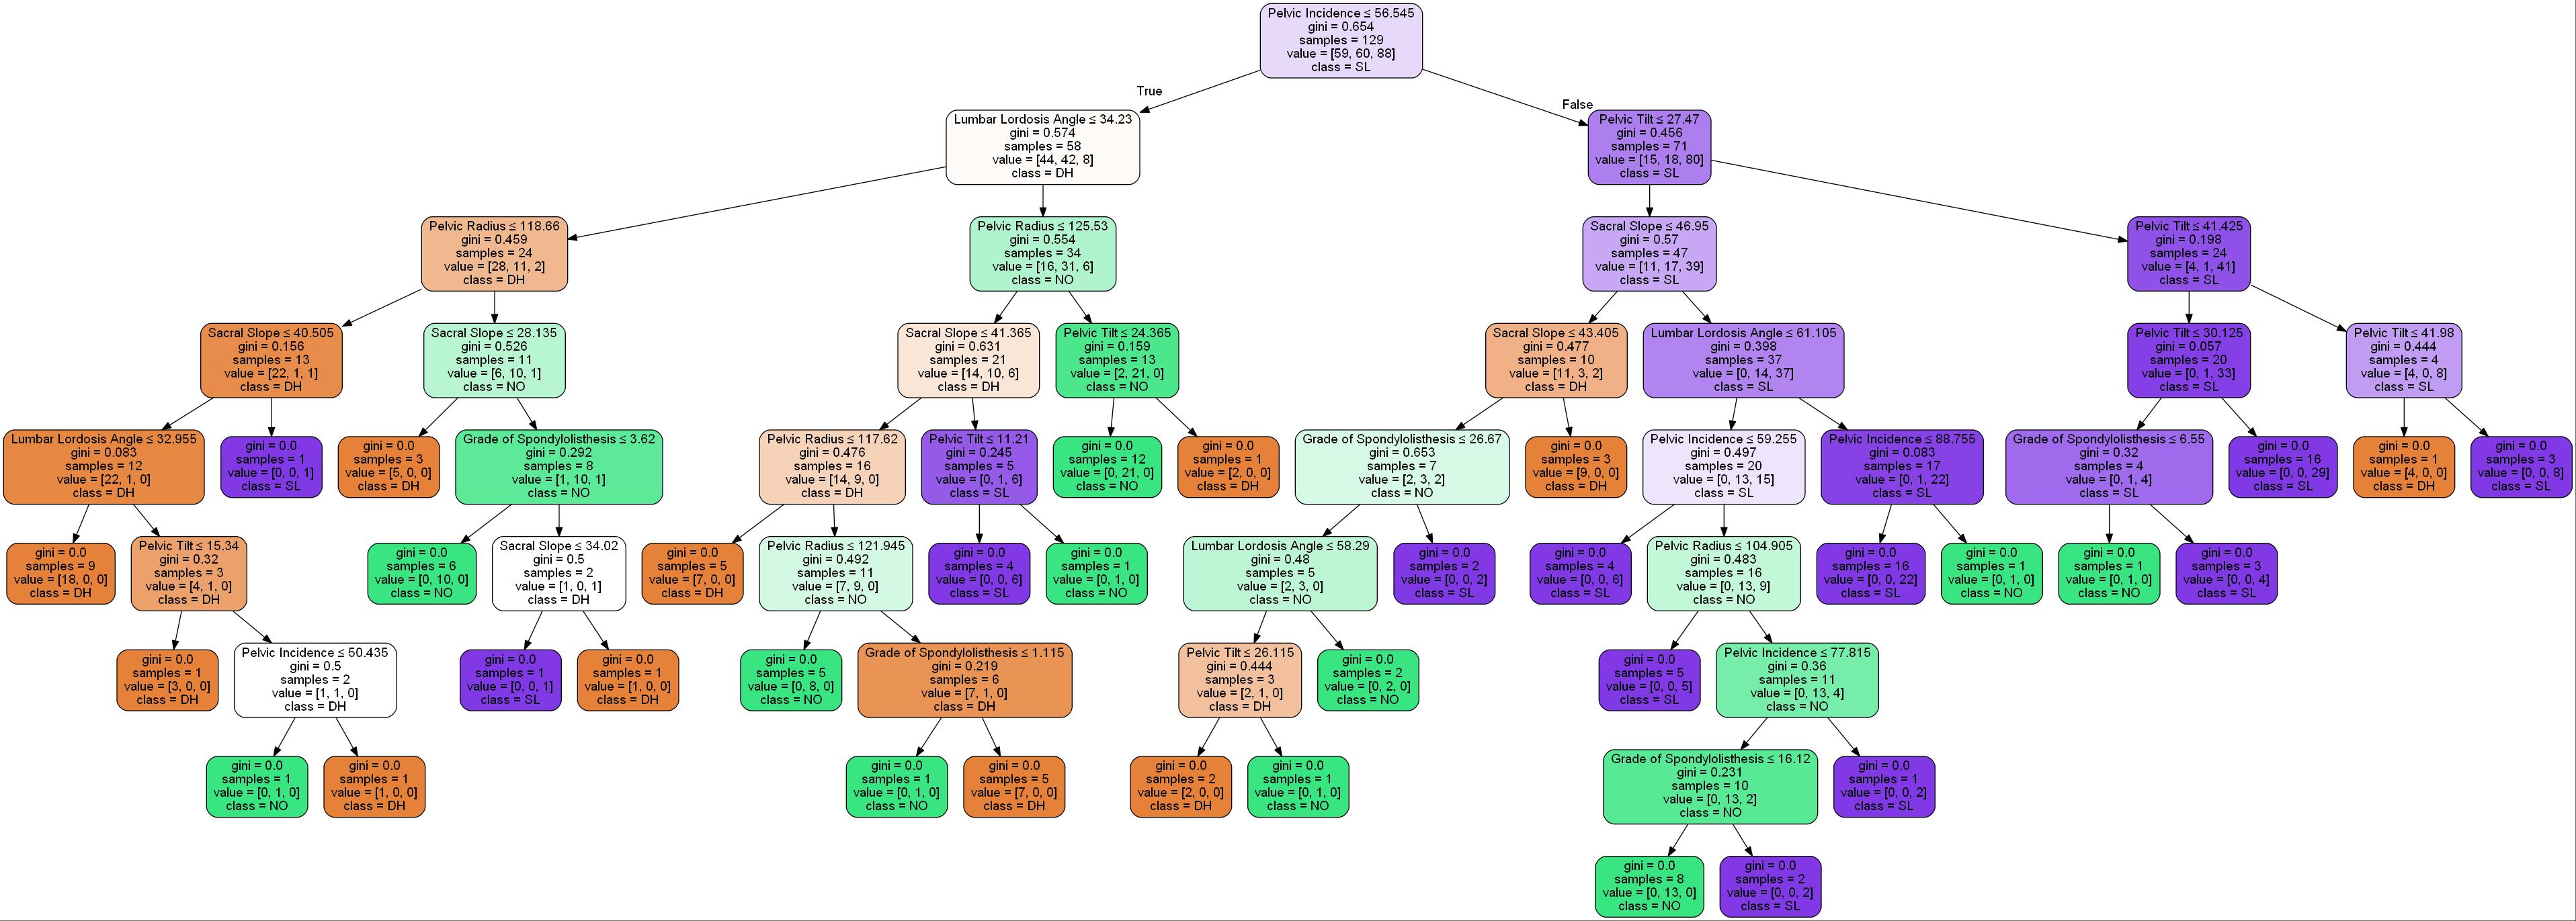 Pelvic Incidence ≤ 56.545
gini = 0.654
samples = 129
value = [59, 60, 88]
class = SL
True
False
Lumbar Lordosis Angle ≤ 34.23
gini = 0.574
samples = 58
value = [44, 42, 8]
class = DH
Pelvic Tilt ≤ 27.47
gini = 0.456
samples = 71
value = [15, 18, 80]
class = SL
Pelvic Radius ≤ 118.66
gini = 0.459
samples = 24
value = [28, 11, 2]
class = DH
Pelvic Radius ≤ 125.53
gini = 0.554
samples = 34
value = [16, 31, 6]
class = NO
Sacral Slope ≤ 46.95
gini = 0.57
samples = 47
value = [11, 17, 39]
class = SL
Pelvic Tilt ≤ 41.425
gini = 0.198
samples = 24
value = [4, 1, 41]
class = SL
Sacral Slope ≤ 40.505
gini = 0.156
samples = 13
value = [22, 1, 1]
class = DH
Sacral Slope ≤ 28.135
gini = 0.526
samples = 11
value = [6, 10, 1]
class = NO
Sacral Slope ≤ 41.365
gini = 0.631
samples = 21
value = [14, 10, 6]
class = DH
Pelvic Tilt ≤ 24.365
gini = 0.159
samples = 13
value = [2, 21, 0]
class = NO
Sacral Slope ≤ 43.405
gini = 0.477
samples = 10
value = [11, 3, 2]
class = DH
Lumbar Lordosis Angle ≤ 61.105
gini = 0.398
samples = 37
value = [0, 14, 37]
class = SL
Pelvic Tilt ≤ 30.125
gini = 0.057
samples = 20
value = [0, 1, 33]
class = SL
Pelvic Tilt ≤ 41.98
gini = 0.444
samples = 4
value = [4, 0, 8]
class = SL
Lumbar Lordosis Angle ≤ 32.955
gini = 0.083
samples = 12
value = [22, 1, 0]
class = DH
gini = 0.0
samples = 1
value = [0, 0, 1]
class = SL
gini = 0.0
samples = 3
value = [5, 0, 0]
class = DH
Grade of Spondylolisthesis ≤ 3.62
gini = 0.292
samples = 8
value = [1, 10, 1]
class = NO
Pelvic Radius ≤ 117.62
gini = 0.476
samples = 16
value = [14, 9, 0]
class = DH
Pelvic Tilt ≤ 11.21
gini = 0.245
samples = 5
value = [0, 1, 6]
class = SL
gini = 0.0
samples = 12
value = [0, 21, 0]
class = NO
gini = 0.0
samples = 1
value = [2, 0, 0]
class = DH
Grade of Spondylolisthesis ≤ 26.67
gini = 0.653
samples = 7
value = [2, 3, 2]
class = NO
gini = 0.0
samples = 3
value = [9, 0, 0]
class = DH
Pelvic Incidence ≤ 59.255
gini = 0.497
samples = 20
value = [0, 13, 15]
class = SL
Pelvic Incidence ≤ 88.755
gini = 0.083
samples = 17
value = [0, 1, 22]
class = SL
Grade of Spondylolisthesis ≤ 6.55
gini = 0.32
samples = 4
value = [0, 1, 4]
class = SL
gini = 0.0
samples = 16
value = [0, 0, 29]
class = SL
gini = 0.0
samples = 1
value = [4, 0, 0]
class = DH
gini = 0.0
samples = 3
value = [0, 0, 8]
class = SL
gini = 0.0
samples = 9
value = [18, 0, 0]
class = DH
Pelvic Tilt ≤ 15.34
gini = 0.32
samples = 3
value = [4, 1, 0]
class = DH
gini = 0.0
samples = 6
value = [0, 10, 0]
class = NO
Sacral Slope ≤ 34.02
gini = 0.5
samples = 2
value = [1, 0, 1]
class = DH
gini = 0.0
samples = 5
value = [7, 0, 0]
class = DH
Pelvic Radius ≤ 121.945
gini = 0.492
samples = 11
value = [7, 9, 0]
class = NO
gini = 0.0
samples = 4
value = [0, 0, 6]
class = SL
gini = 0.0
samples = 1
value = [0, 1, 0]
class = NO
Lumbar Lordosis Angle ≤ 58.29
gini = 0.48
samples = 5
value = [2, 3, 0]
class = NO
gini = 0.0
samples = 2
value = [0, 0, 2]
class = SL
gini = 0.0
samples = 4
value = [0, 0, 6]
class = SL
Pelvic Radius ≤ 104.905
gini = 0.483
samples = 16
value = [0, 13, 9]
class = NO
gini = 0.0
samples = 16
value = [0, 0, 22]
class = SL
gini = 0.0
samples = 1
value = [0, 1, 0]
class = NO
gini = 0.0
samples = 1
value = [0, 1, 0]
class = NO
gini = 0.0
samples = 3
value = [0, 0, 4]
class = SL
gini = 0.0
samples = 1
value = [3, 0, 0]
class = DH
Pelvic Incidence ≤ 50.435
gini = 0.5
samples = 2
value = [1, 1, 0]
class = DH
gini = 0.0
samples = 1
value = [0, 0, 1]
class = SL
gini = 0.0
samples = 1
value = [1, 0, 0]
class = DH
gini = 0.0
samples = 5
value = [0, 8, 0]
class = NO
Grade of Spondylolisthesis ≤ 1.115
gini = 0.219
samples = 6
value = [7, 1, 0]
class = DH
Pelvic Tilt ≤ 26.115
gini = 0.444
samples = 3
value = [2, 1, 0]
class = DH
gini = 0.0
samples = 2
value = [0, 2, 0]
class = NO
gini = 0.0
samples = 5
value = [0, 0, 5]
class = SL
Pelvic Incidence ≤ 77.815
gini = 0.36
samples = 11
value = [0, 13, 4]
class = NO
gini = 0.0
samples = 1
value = [0, 1, 0]
class = NO
gini = 0.0
samples = 1
value = [1, 0, 0]
class = DH
gini = 0.0
samples = 1
value = [0, 1, 0]
class = NO
gini = 0.0
samples = 5
value = [7, 0, 0]
class = DH
gini = 0.0
samples = 2
value = [2, 0, 0]
class = DH
gini = 0.0
samples = 1
value = [0, 1, 0]
class = NO
Grade of Spondylolisthesis ≤ 16.12
gini = 0.231
samples = 10
value = [0, 13, 2]
class = NO
gini = 0.0
samples = 1
value = [0, 0, 2]
class = SL
gini = 0.0
samples = 8
value = [0, 13, 0]
class = NO
gini = 0.0
samples = 2
value = [0, 0, 2]
class = SL